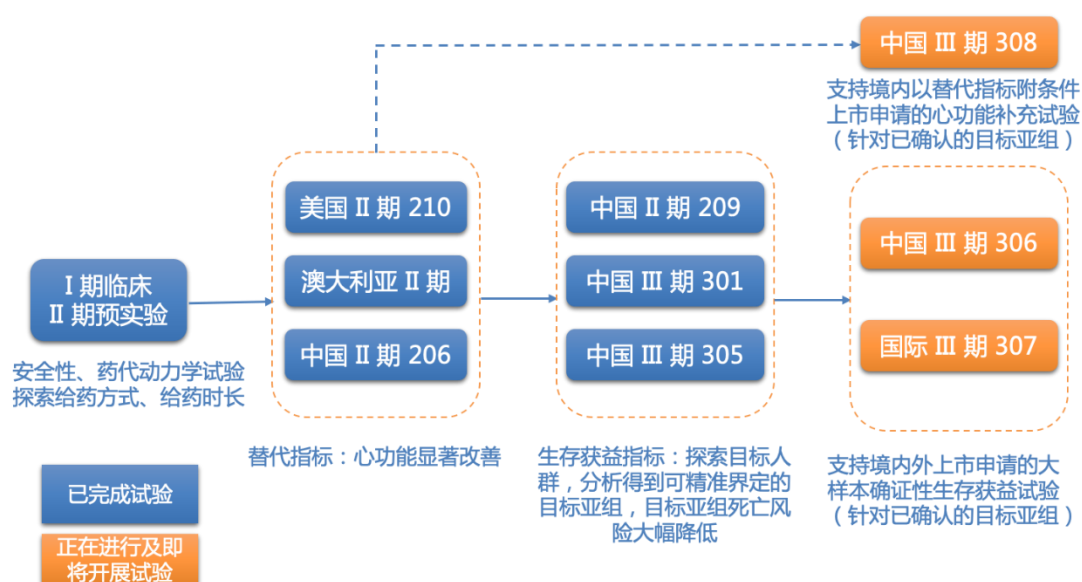 中国 III 期 308
支持境内以替代指标附条件
上市申请的心功能补充试验
（针对已确认的目标亚组）
美国 II 期 210
澳大利亚 II 期
中国 II 期 206
中国 II 期 209
中国 III 期 301
中国 III 期 305
中国 III 期 306
国际 III 期 307
I 期临床
II 期预实验
安全性、药代动力学试验
探索给药方式、给药时长
替代指标：心功能显著改善
生存获益指标：探索目标人
群，分析得到可精准界定的
目标亚组，目标亚组死亡风
险大幅降低
支持境内外上市申请的大
样本确证性生存获益试验
（针对已确认的目标亚组）
已完成试验
正在进行及即
将开展试验